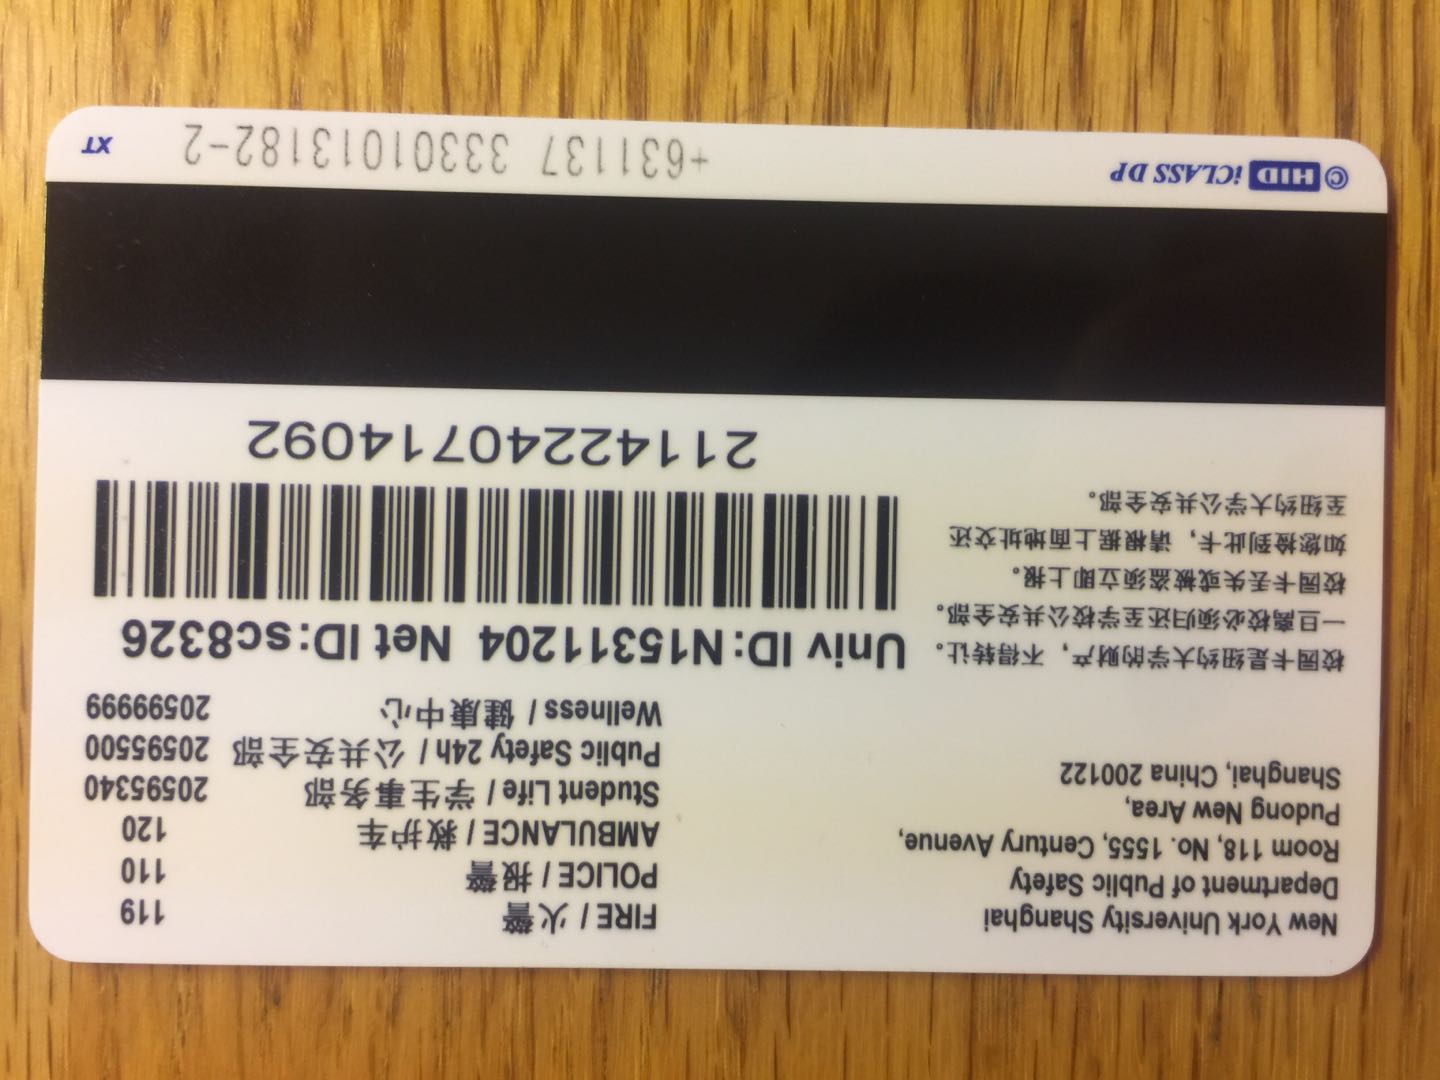 New York University Shanghai
Department of Public Safety
Room 118, No. 1555, Century Avenue,
Pudong New Area,
Shanghai, China 200122
FIRE / 火警 119
POLICE / 报警 110
AMBULANCE / 救护车 120
Student Life / 学生事务部 20595340
Public Safety 24h / 公共安全部 20595500
Wellness / 健康中心 20599999
校园卡是纽约大学的财产，不得转让。
一旦离校必须归还至学校公共安全部。
校园卡丢失或被盗须立即上报。
如您捡到此卡，请根据上面地址交还
至纽约大学公共安全部。
Univ ID:N15311204 Net ID:sc8326
21142240714092
© HID iCLASS DP +631137 33301013182-2 XT